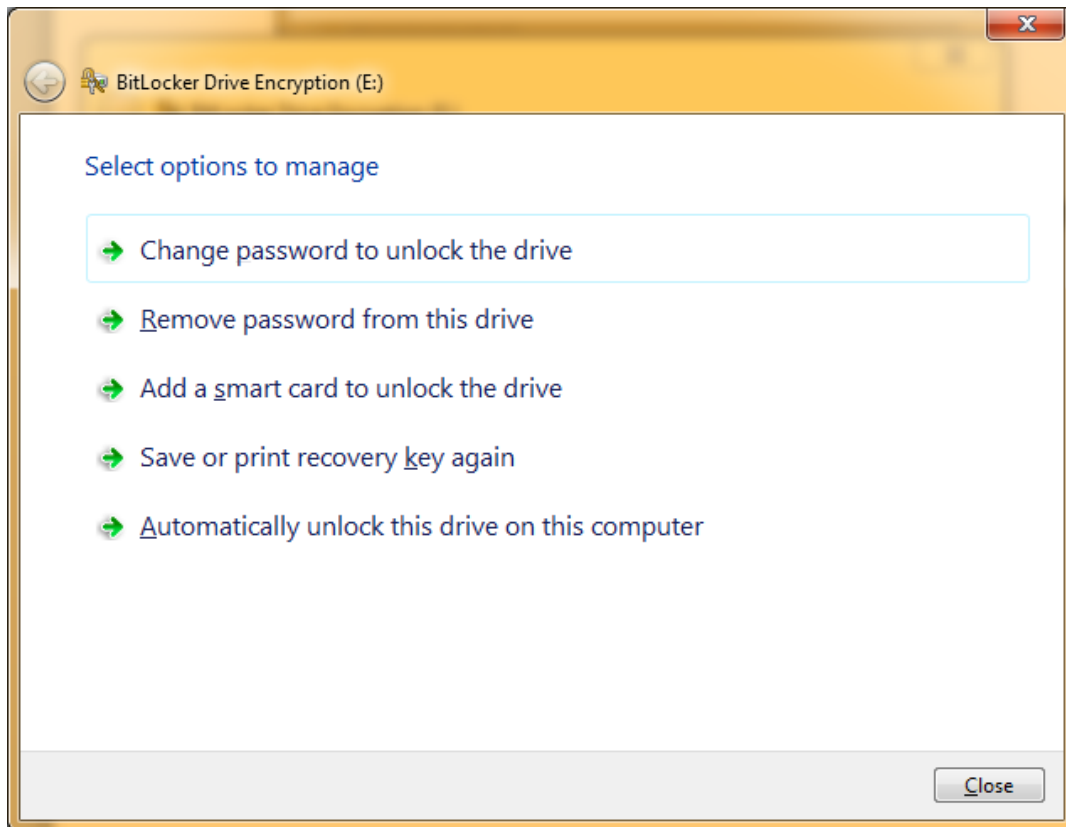 BitLocker Drive Encryption (E:)
Select options to manage
Change password to unlock the drive
Remove password from this drive
Add a smart card to unlock the drive
Save or print recovery key again
Automatically unlock this drive on this computer
Close